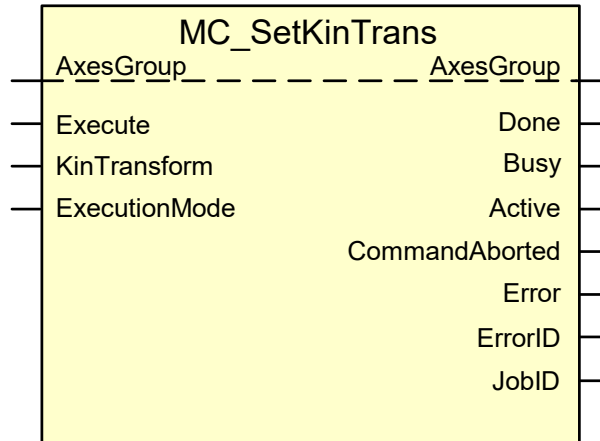 MC_SetKinTrans
AxesGroup AxesGroup
Execute Done
KinTransform Busy
ExecutionMode Active
CommandAborted
Error
ErrorID
JobID